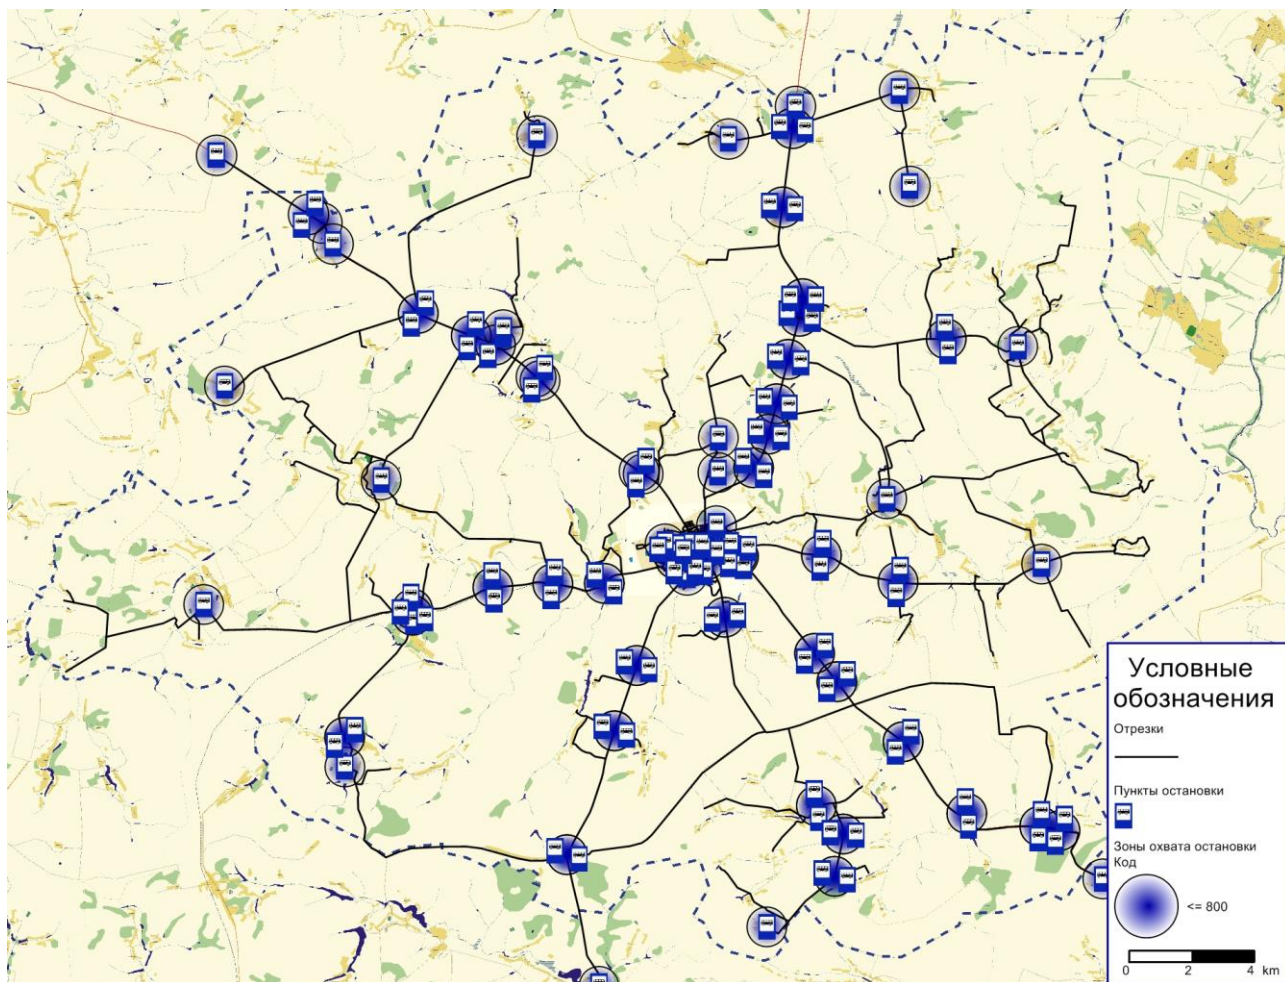 Условные
обозначения
Отрезки
Пункты остановки
Зоны охвата остановки
Код
<= 800
0 2 4 km